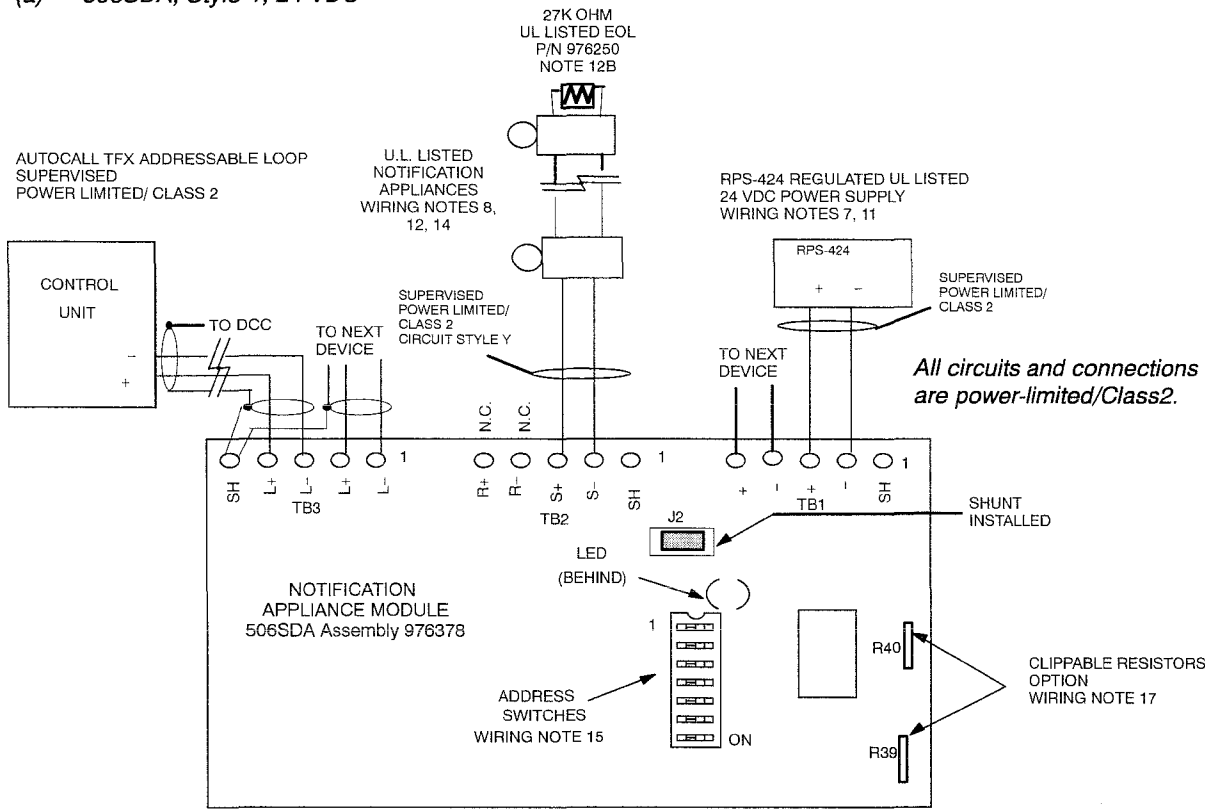 27K OHM
UL LISTED EOL
P/N 976250
NOTE 12B
AUTOCALL TFX ADDRESSABLE LOOP
SUPERVISED
POWER LIMITED/ CLASS 2
U.L. LISTED
NOTIFICATION
APPLIANCES
WIRING NOTES 8,
12, 14
RPS-424 REGULATED UL LISTED
24 VDC POWER SUPPLY
WIRING NOTES 7, 11
RPS-424
+ −
CONTROL
UNIT
−
+
TO DCC
TO NEXT
DEVICE
SUPERVISED
POWER LIMITED/
CLASS 2
CIRCUIT STYLE Y
SUPERVISED
POWER LIMITED/
CLASS 2
TO NEXT
DEVICE
All circuits and connections
are power-limited/Class2.
N.C.
N.C.
1
1
1
SH
L+
L-
L+
L-
TB3
R+
R-
S+
S-
SH
TB2
+
-
+
-
SH
TB1
J2
SHUNT
INSTALLED
LED
(BEHIND)
NOTIFICATION
APPLIANCE MODULE
506SDA Assembly 976378
1
ADDRESS
SWITCHES
WIRING NOTE 15
ON
R40
R39
CLIPPABLE RESISTORS
OPTION
WIRING NOTE 17